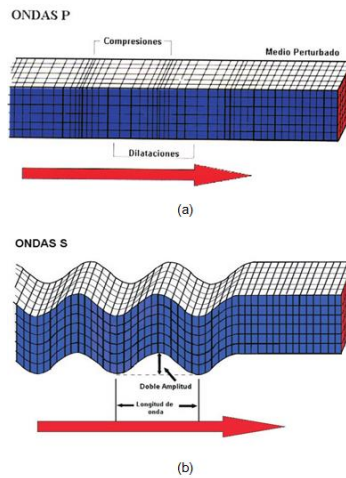 ONDAS P
Compresiones
Medio Perturbado
Dilataciones
(a)
ONDAS S
Doble Amplitud
Longitud de
onda
(b)